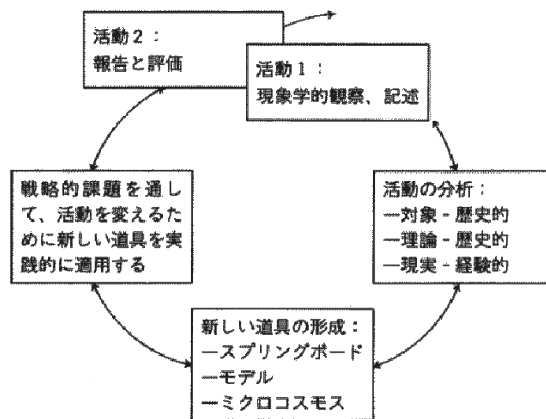 活動2:
報告と評価
活動1:
現象学的観察、記述
活動の分析:
―対象‐歴史的
―理論‐歴史的
―現実‐経験的
新しい道具の形成:
―スプリングボード
―モデル
―ミクロコスモス
戦略的課題を通し
て、活動を変えるた
めに新しい道具を実
践的に適用する